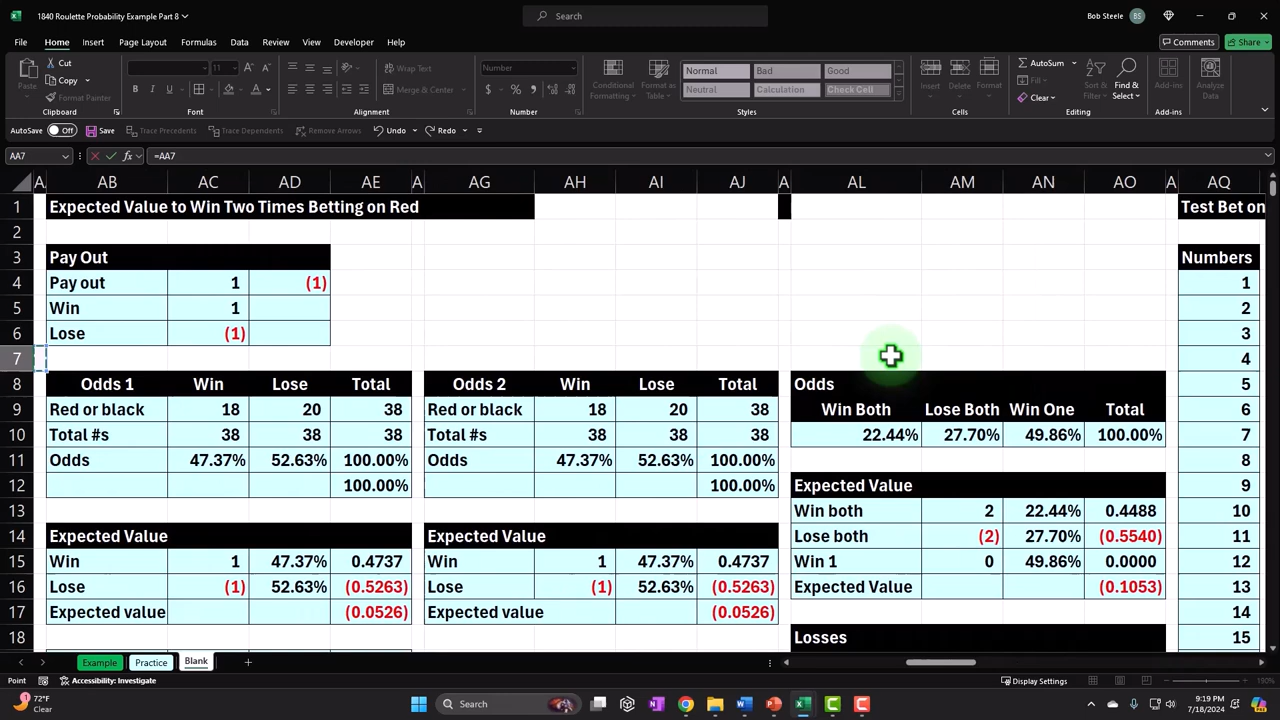 1840 Roulette Probability Example Part 8
Search
Bob Steele
BS
File Home Insert Page Layout Formulas Data Review View Developer Help
Comments
Share
Cut
Copy
Format Painter
Paste
Clipboard
11
Font
Wrap Text
Merge & Center
Alignment
Number
Number
Conditional Formatting
Format as Table
Normal Bad Good
Neutral Calculation Check Cell
Styles
Insert Delete Format
Cells
AutoSum
Fill
Clear
Sort & Filter
Find & Select
Editing
Add-ins
Add-ins
Analyze Data
AutoSave Off Save Trace Precedents Trace Dependents Remove Arrows Undo Redo
AA7 fx =AA7
A AB AC AD AE A AG AH AI AJ A AL AM AN AO A AQ
1 Expected Value to Win Two Times Betting on Red Test Bet on
2
3 Pay Out Numbers
4 Pay out 1 (1) 1
5 Win 1 2
6 Lose (1) 3
7 4
8 Odds 1 Win Lose Total Odds 2 Win Lose Total Odds 5
9 Red or black 18 20 38 Red or black 18 20 38 Win Both Lose Both Win One Total 6
10 Total #s 38 38 38 Total #s 38 38 38 22.44% 27.70% 49.86% 100.00% 7
11 Odds 47.37% 52.63% 100.00% Odds 47.37% 52.63% 100.00% 8
12 100.00% 100.00% Expected Value 9
13 Win both 2 22.44% 0.4488 10
14 Expected Value Expected Value Lose both (2) 27.70% (0.5540) 11
15 Win 1 47.37% 0.4737 Win 1 47.37% 0.4737 Win 1 0 49.86% 0.0000 12
16 Lose (1) 52.63% (0.5263) Lose (1) 52.63% (0.5263) Expected Value (0.1053) 13
17 Expected value (0.0526) Expected value (0.0526) 14
18 Losses 15
Example Practice Blank
Point Accessibility: Investigate Display Settings 190%
1
72°F
Clear
Search
9:19 PM
7/18/2024